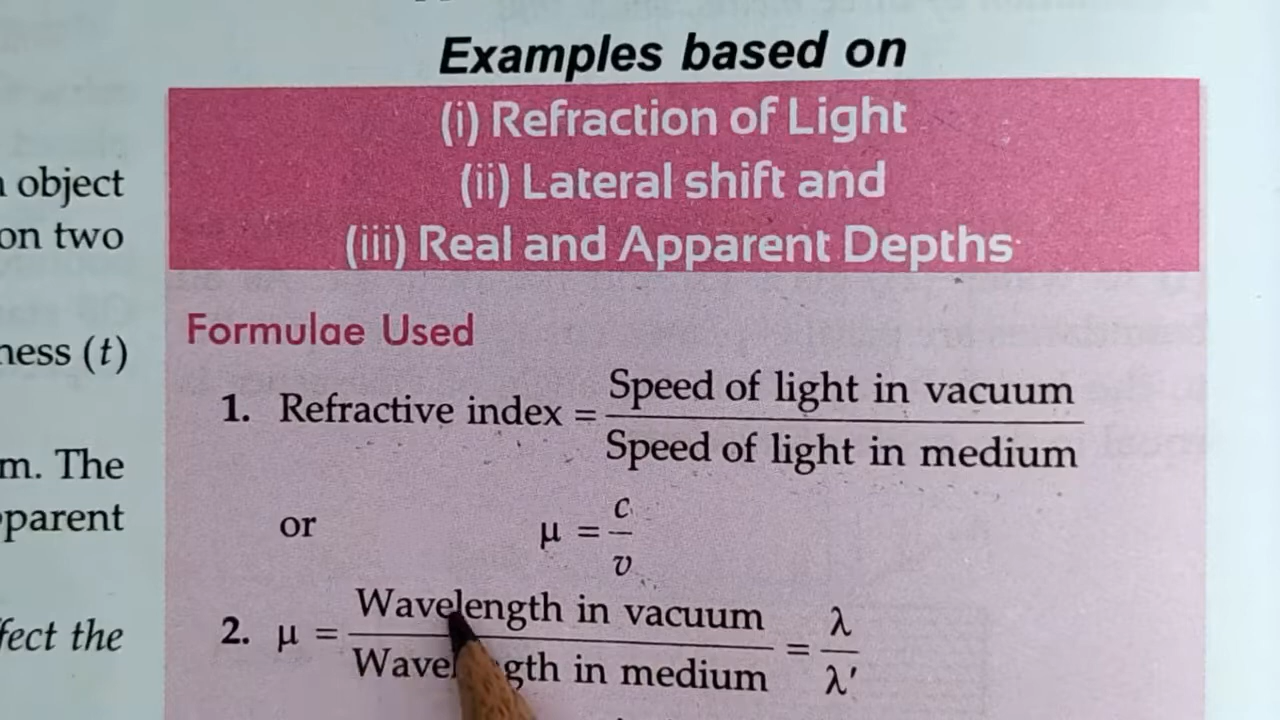 Examples based on
(i) Refraction of Light
(ii) Lateral shift and
(iii) Real and Apparent Depths
object
on two
ness (t)
m. The
parent
fect the
Formulae Used
1. Refractive index = Speed of light in vacuum / Speed of light in medium
or μ = c / v
2. μ = Wavelength in vacuum / Wavelength in medium = λ / λ'